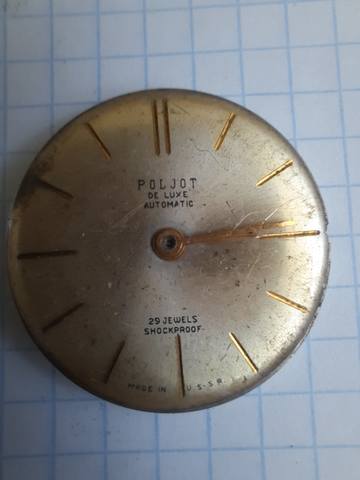 POLJOT
DE LUXE
AUTOMATIC
29 JEWELS
SHOCKPROOF
MADE IN U.S.S.R.